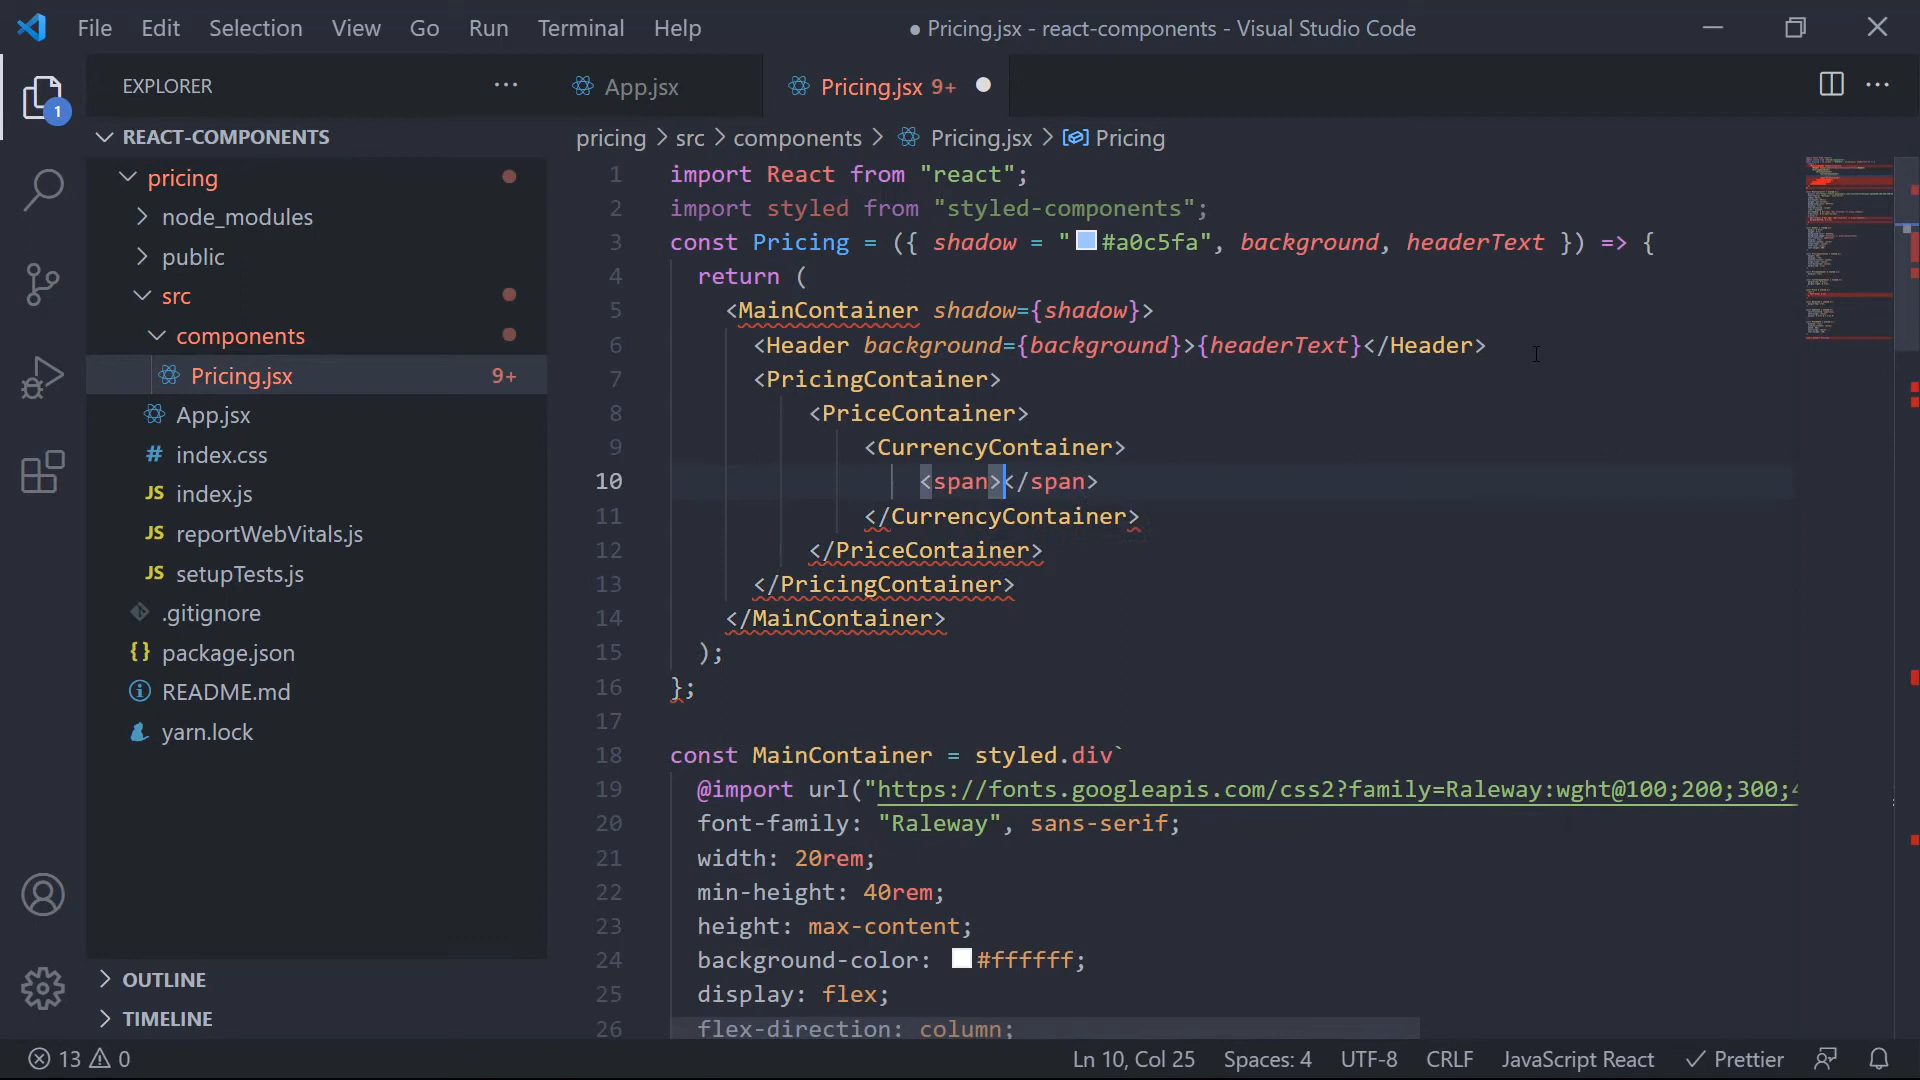 File Edit Selection View Go Run Terminal Help
● Pricing.jsx - react-components - Visual Studio Code
EXPLORER
App.jsx
Pricing.jsx 9+
REACT-COMPONENTS
pricing
node_modules
public
src
components
Pricing.jsx 9+
App.jsx
# index.css
JS index.js
JS reportWebVitals.js
JS setupTests.js
.gitignore
{} package.json
README.md
yarn.lock
OUTLINE
TIMELINE
1
pricing > src > components > Pricing.jsx > Pricing
1 import React from "react";
2 import styled from "styled-components";
3 const Pricing = ({ shadow = "#a0c5fa", background, headerText }) => {
4 return (
5 <MainContainer shadow={shadow}>
6 <Header background={background}>{headerText}</Header>
7 <PricingContainer>
8 <PriceContainer>
9 <CurrencyContainer>
10 <span></span>
11 </CurrencyContainer>
12 </PriceContainer>
13 </PricingContainer>
14 </MainContainer>
15 );
16 };
17
18 const MainContainer = styled.div`
19 @import url("https://fonts.googleapis.com/css2?family=Raleway:wght@100;200;300;
20 font-family: "Raleway", sans-serif;
21 width: 20rem;
22 min-height: 40rem;
23 height: max-content;
24 background-color: #ffffff;
25 display: flex;
26 flex-direction: column;
13 0
Ln 10, Col 25 Spaces: 4 UTF-8 CRLF JavaScript React Prettier